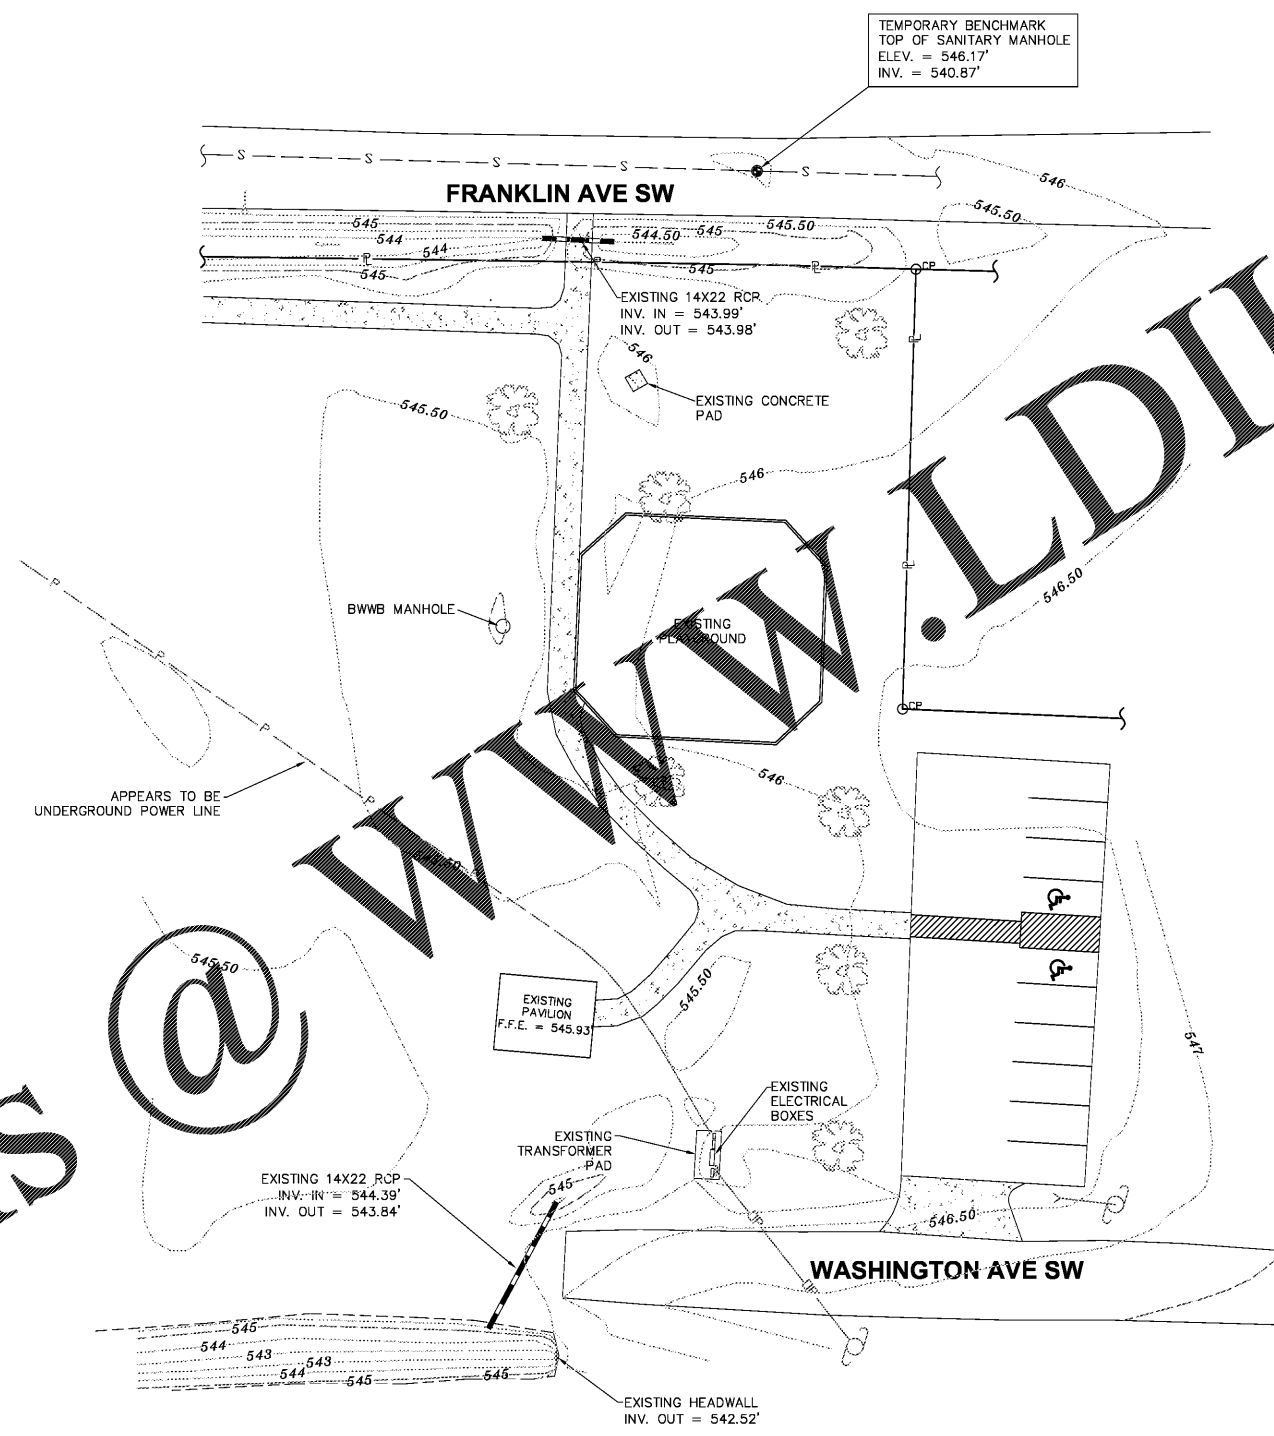 TEMPORARY BENCHMARK
TOP OF SANITARY MANHOLE
ELEV. = 546.17'
INV. = 540.87'
S S S S S
FRANKLIN AVE SW
546
545.50
545
544
544
545
544.50
545
545.50
545
CP
EXISTING 14X22 RCP
INV. IN = 543.99'
INV. OUT = 543.98'
546
EXISTING CONCRETE
PAD
545.50
546
546.50
BWWB MANHOLE
EXISTING
PLAYGROUND
P
P
P
P
CP
APPEARS TO BE
UNDERGROUND POWER LINE
546
545.50
545.50
EXISTING
PAVILION
F.F.E. = 545.93'
545.50
547
EXISTING
ELECTRICAL
BOXES
EXISTING
TRANSFORMER
PAD
EXISTING 14X22 RCP
INV. IN = 544.39'
INV. OUT = 543.84'
545
546.50
UP
UP
WASHINGTON AVE SW
545
544
543
543
544
545
545
EXISTING HEADWALL
INV. OUT = 542.52'
S @ WWW.LDI